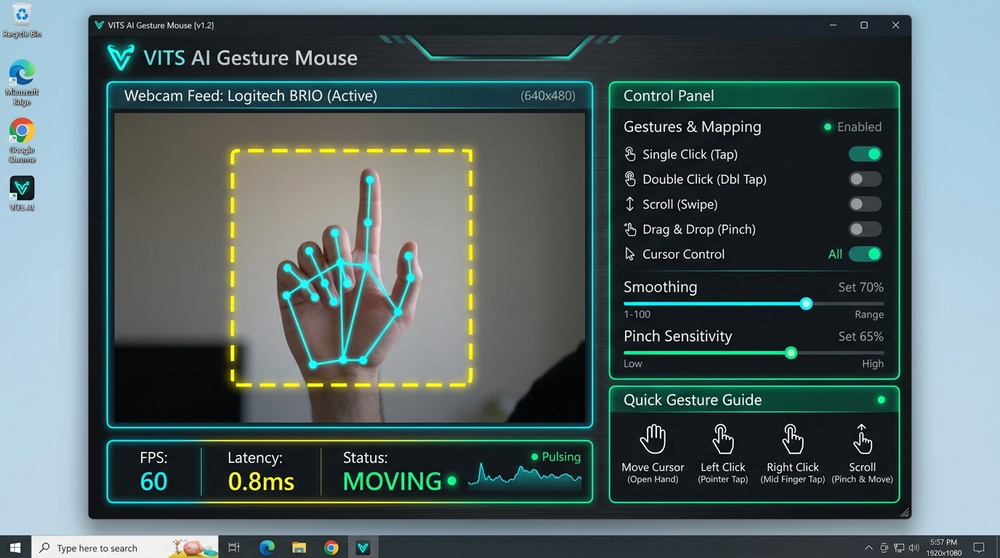 Recycle Bin
Microsoft
Edge
Google
Chrome
VITS AI
VITS AI Gesture Mouse [v1.2]
VITS AI Gesture Mouse
Webcam Feed: Logitech BRIO (Active)
(640x480)
FPS:
60
Latency:
0.8ms
Status:
MOVING
Pulsing
Control Panel
Gestures & Mapping
Enabled
Single Click (Tap)
Double Click (Dbl Tap)
Scroll (Swipe)
Drag & Drop (Pinch)
Cursor Control
All
Smoothing
Set 70%
1-100
Range
Pinch Sensitivity
Set 65%
Low
High
Quick Gesture Guide
Move Cursor
(Open Hand)
Left Click
(Pointer Tap)
Right Click
(Mid Finger Tap)
Scroll
(Pinch & Move)
Type here to search
5:57 PM
1920x1080